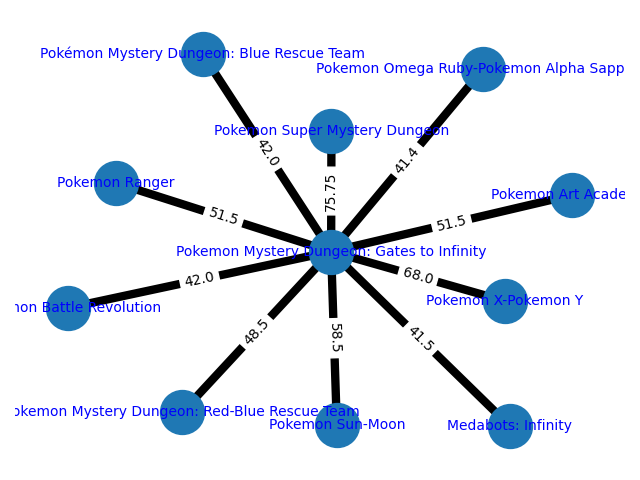 Pokémon Mystery Dungeon: Blue Rescue Team
Pokemon Omega Ruby-Pokemon Alpha Sapp
Pokemon Super Mystery Dungeon
42.0
41.4
75.75
Pokemon Ranger
51.5
51.5
Pokemon Art Acade
Pokemon Mystery Dungeon: Gates to Infinity
42.0
68.0
non Battle Revolution
Pokemon X-Pokemon Y
48.5
58.5
41.5
okemon Mystery Dungeon: Red-Blue Rescue Team
Pokemon Sun-Moon
Medabots: Infinity